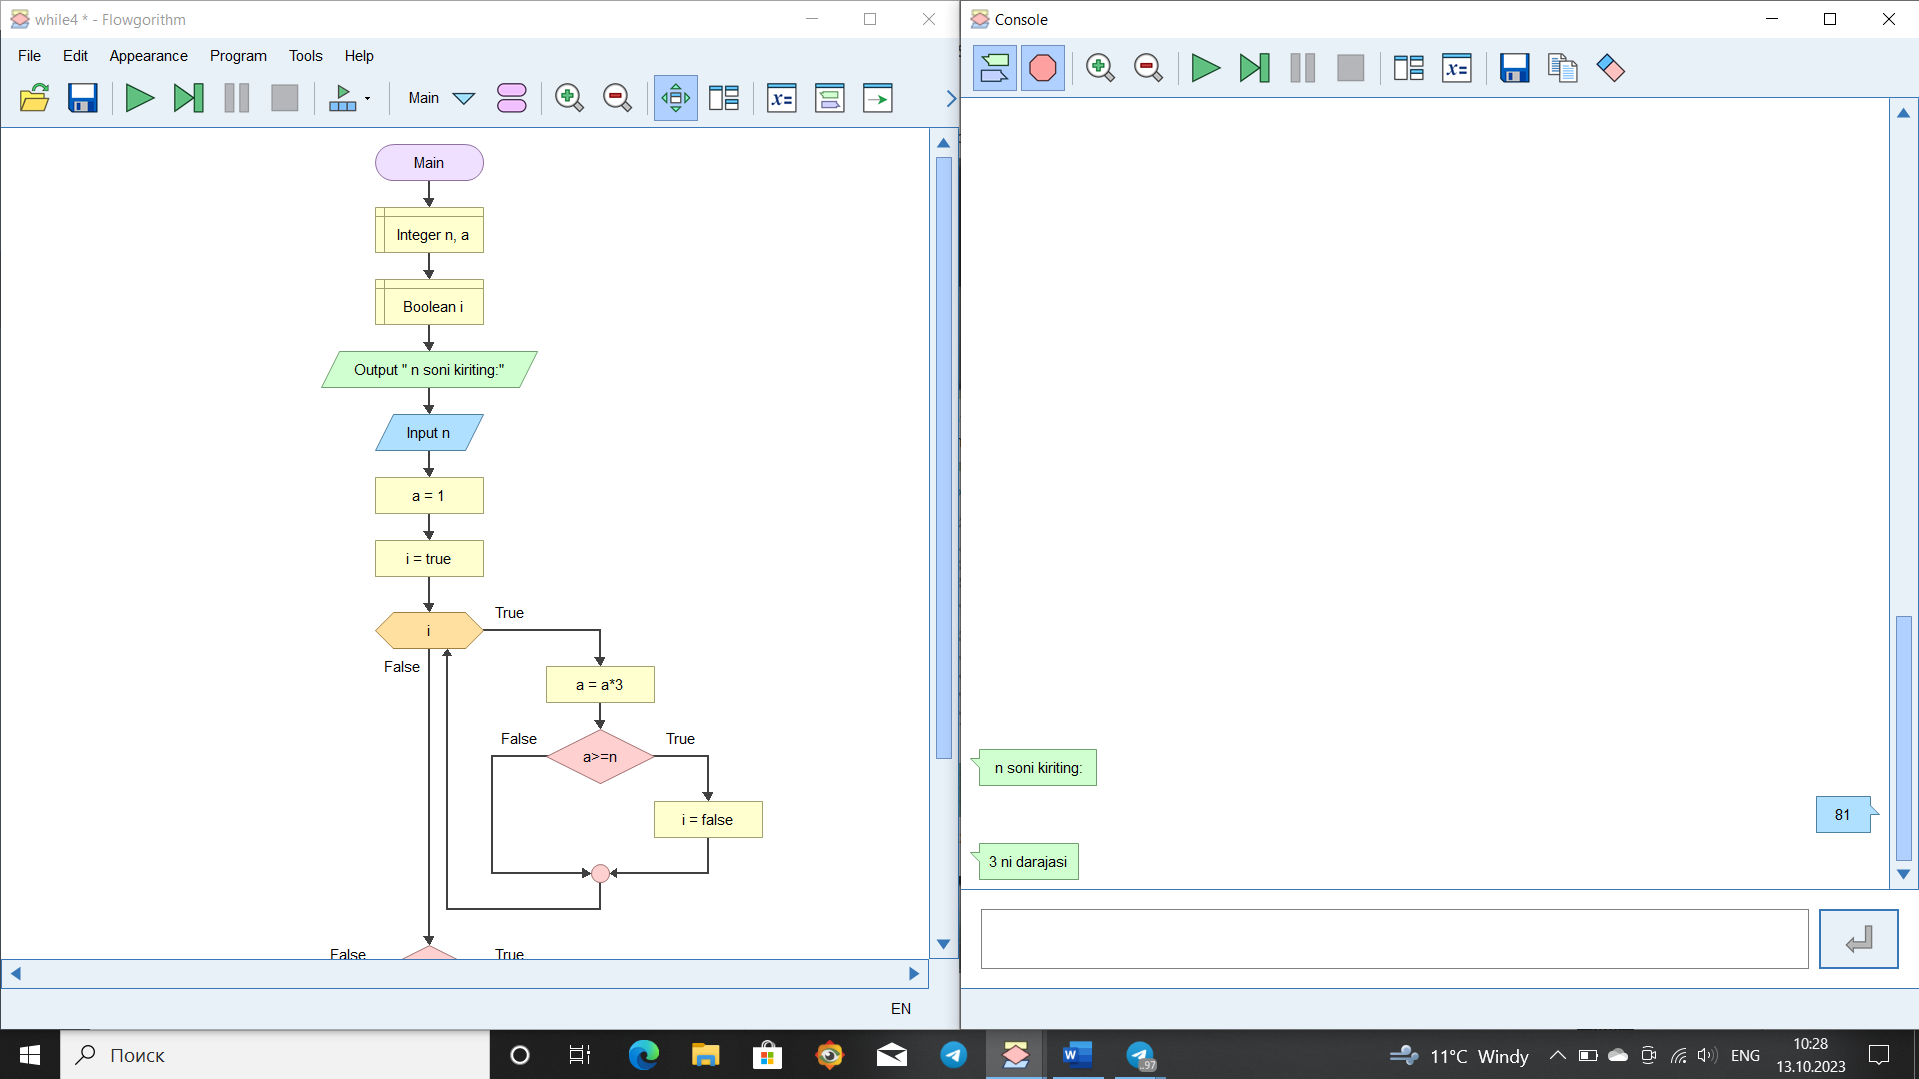 while4 * - Flowgorithm
File Edit Appearance Program Tools Help
Main
x=
Main
Integer n, a
Boolean i
Output " n soni kiriting:"
Input n
a = 1
i = true
i
True
False
a = a*3
False
True
a>=n
i = false
False
True
EN
Console
x=
n soni kiriting:
81
3 ni darajasi
Поиск
W
..97
11°C Windy
ENG
10:28
13.10.2023